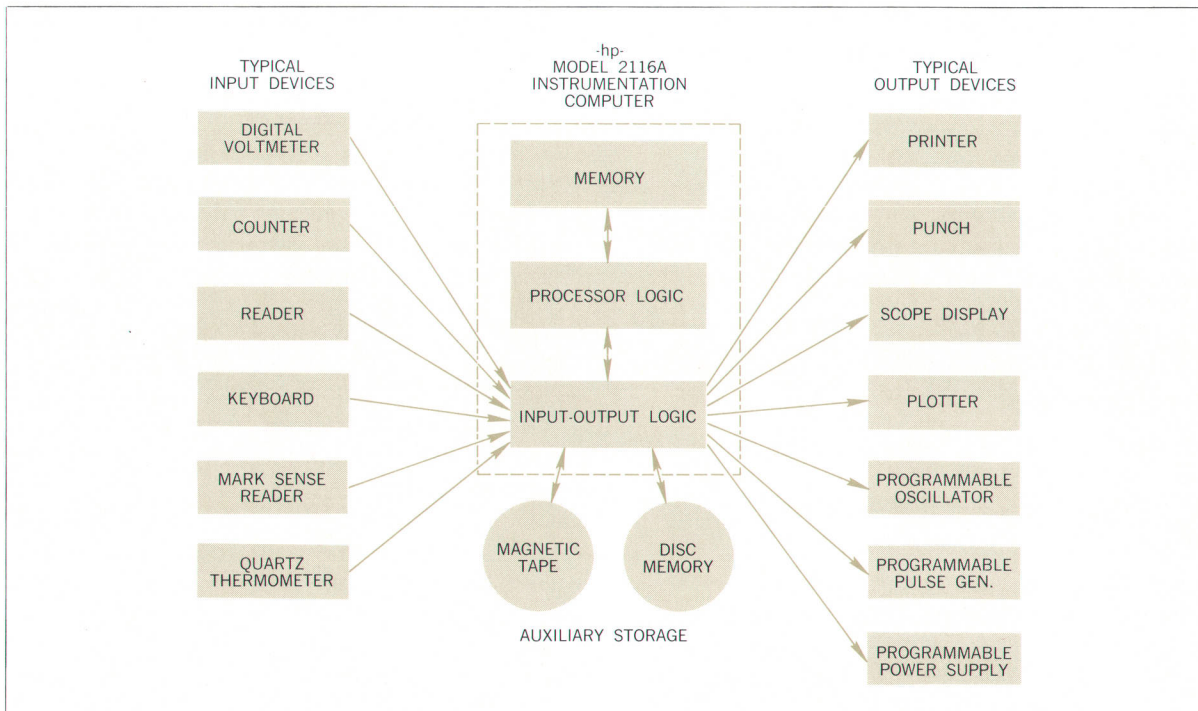 TYPICAL
INPUT DEVICES
DIGITAL
VOLTMETER
COUNTER
READER
KEYBOARD
MARK SENSE
READER
QUARTZ
THERMOMETER
-hp-
MODEL 2116A
INSTRUMENTATION
COMPUTER
MEMORY
PROCESSOR LOGIC
INPUT-OUTPUT LOGIC
MAGNETIC
TAPE
DISC
MEMORY
AUXILIARY STORAGE
TYPICAL
OUTPUT DEVICES
PRINTER
PUNCH
SCOPE DISPLAY
PLOTTER
PROGRAMMABLE
OSCILLATOR
PROGRAMMABLE
PULSE GEN.
PROGRAMMABLE
POWER SUPPLY